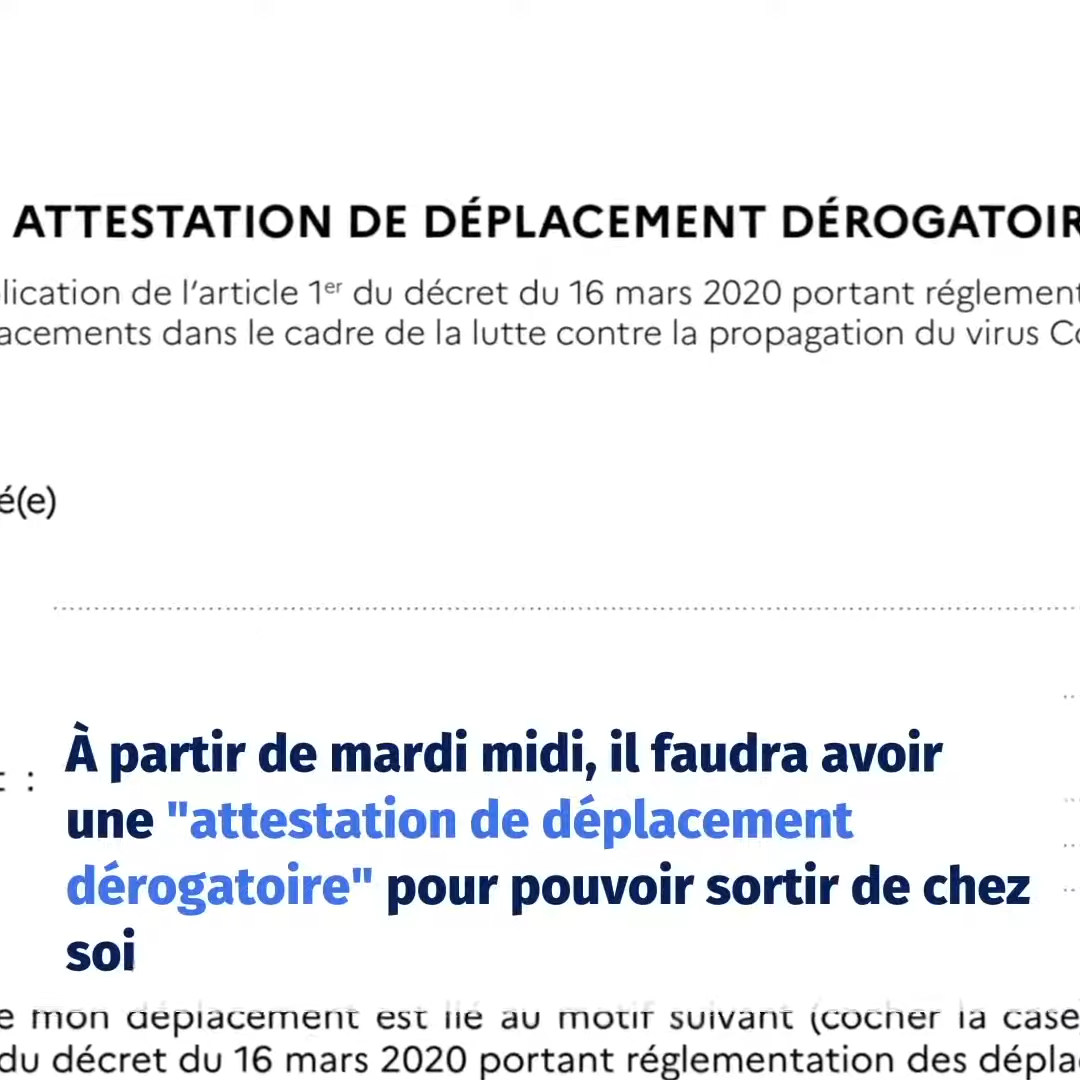 ATTESTATION DE DÉPLACEMENT DÉROGATOIR
lication de l'article 1er du décret du 16 mars 2020 portant réglement
acements dans le cadre de la lutte contre la propagation du virus Co
é(e)
:
À partir de mardi midi, il faudra avoir
une "attestation de déplacement
dérogatoire" pour pouvoir sortir de chez
soi
e mon déplacement est lié au motif suivant (cocher la case
du décret du 16 mars 2020 portant réglementation des dépla